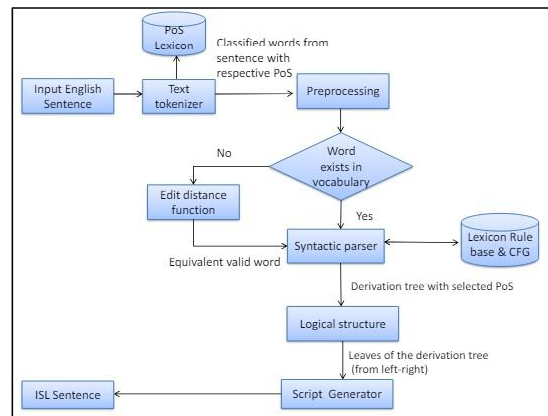 PoS
Lexicon
Classified words from
sentence with
respective PoS
Input English
Sentence
Text
tokenizer
Preprocessing
Word
exists in
vocabulary
No
Yes
Edit distance
function
Equivalent valid word
Syntactic parser
Lexicon Rule
base & CFG
Derivation tree with selected PoS
Logical structure
Leaves of the derivation tree
(from left-right)
Script Generator
ISL Sentence